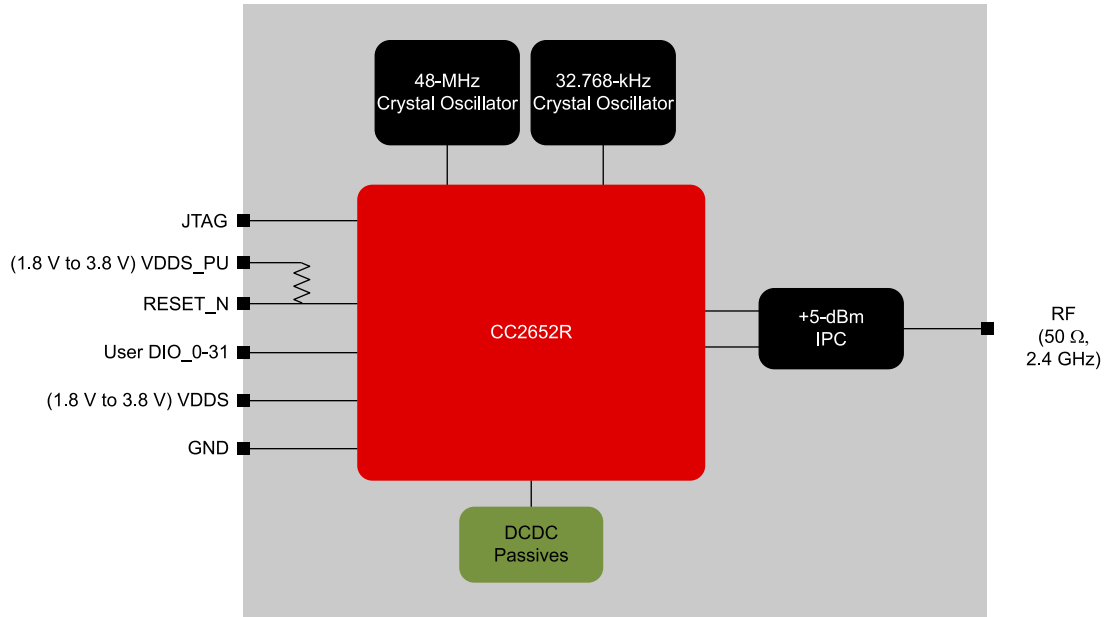 48-MHz
Crystal Oscillator
32.768-kHz
Crystal Oscillator
JTAG
(1.8 V to 3.8 V) VDDS_PU
RESET_N
User DIO_0-31
(1.8 V to 3.8 V) VDDS
GND
CC2652R
+5-dBm
IPC
RF
(50 Ω,
2.4 GHz)
DCDC
Passives